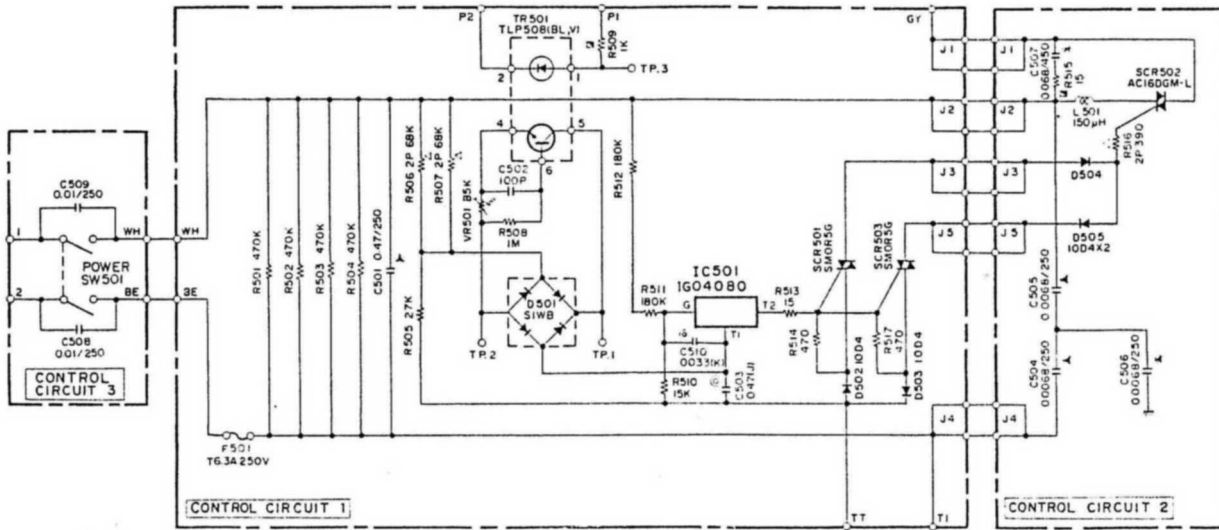 P2
TR501
TLP508(BL,V)
P1
R509
1K
TP.3
GY
2
1
4
5
6
C502
100P
VR501 B5K
R508
1M
R506 2P 68K
R507 2P 68K
R512 180K
J1
J1
J2
J2
J3
J3
J5
J5
J4
J4
C507
0.068/450
R515
15
SCR502
AC16DGM-L
L501
150μH
R516
2P 390
D504
D505
10D4X2
C509
0.01/250
1
WH
WH
POWER
SW501
2
BE
BE
C508
0.01/250
CONTROL
CIRCUIT 3
R501 470K
R502 470K
R503 470K
R504 470K
C501 0.47/250
R505 27K
D501
S1WB
TP.2
TP.1
IC501
IG04080
R511
180K
G
T2
T1
R513
15
C510
0.033(K)
R510
15K
C503
.047(J)
SCR501
SM0R5G
SCR503
SM0R5G
R514
470
R517
470
D502 10D4
D503 10D4
C505
0.0068/250
C504
0.0068/250
C506
0.0068/250
F501
T6.3A 250V
CONTROL CIRCUIT 1
TT
T1
CONTROL CIRCUIT 2